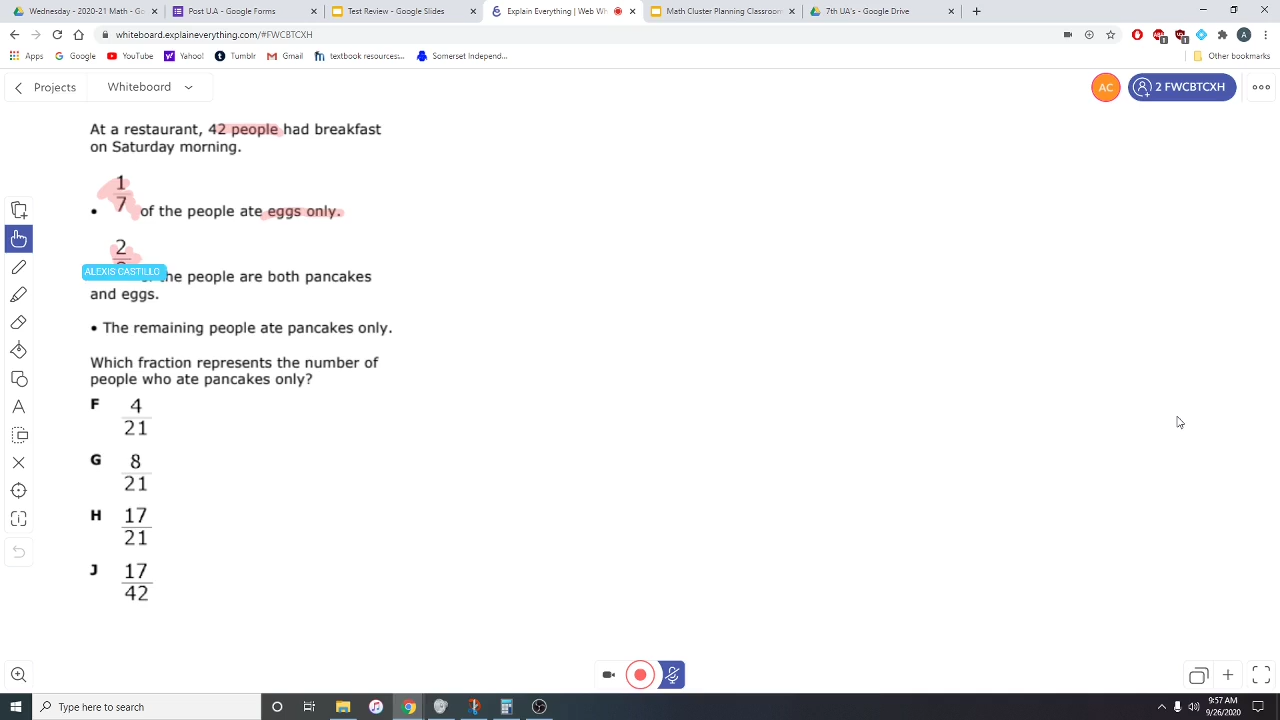 Wednesday - 2020-21 Math - Go
Post UA - Google Forms
Test Review - Google Slides
Explain Everything | Web Wh
Math Cluster Planning Classroom
7th UA's - Google Drive
whiteboard.explaineverything.com/#FWCBTCXH
Apps
Google
YouTube
Yahoo!
Tumblr
Gmail
textbook resources:...
Somerset Independ...
Other bookmarks
Projects
Whiteboard
AC
2 FWCBTCXH
At a restaurant, 42 people had breakfast
on Saturday morning.
1
7
• of the people ate eggs only.
2
ALEXIS CASTILLO
the people are both pancakes
and eggs.
• The remaining people ate pancakes only.
Which fraction represents the number of
people who ate pancakes only?
F 4
21
G 8
21
H 17
21
J 17
42
Type here to search
9:57 AM
9/26/2020